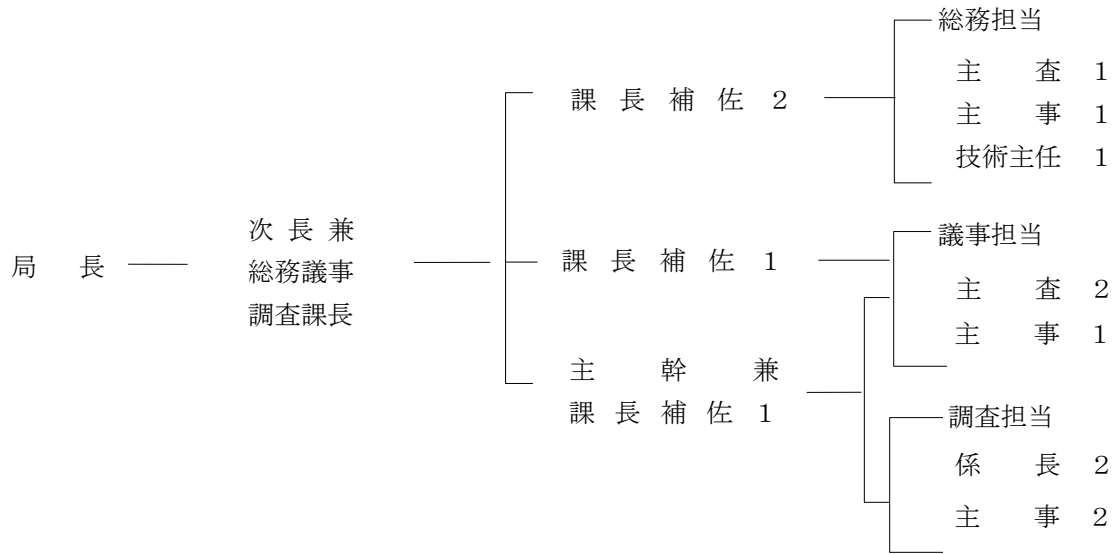 局　長
次長兼
総務議事
調査課長
課長補佐 2
総務担当
主　査 1
主　事 1
技術主任 1
課長補佐 1
議事担当
主　査 2
主　事 1
主　幹　兼
課長補佐 1
調査担当
係　長 2
主　事 2